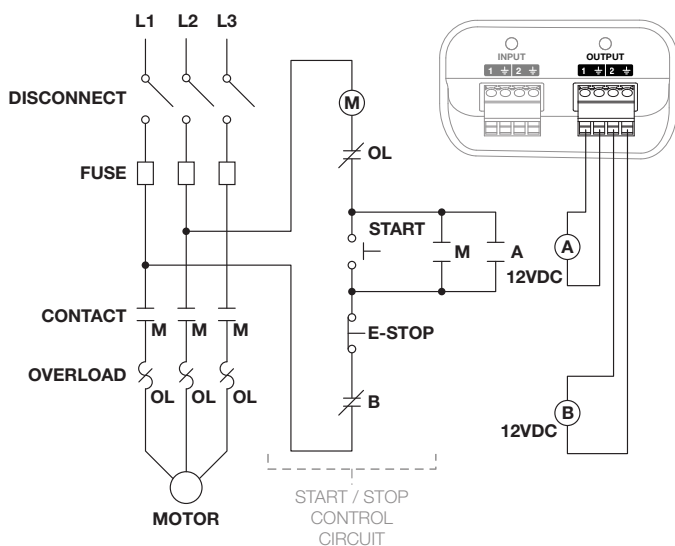 L1 L2 L3
DISCONNECT
FUSE
CONTACT
M M M
OVERLOAD
OL OL OL
MOTOR
M
OL
START
M
A
12VDC
E-STOP
B
START / STOP
CONTROL
CIRCUIT
INPUT
1 ⏚ 2 ⏚
OUTPUT
1 ⏚ 2 ⏚
A
B
12VDC